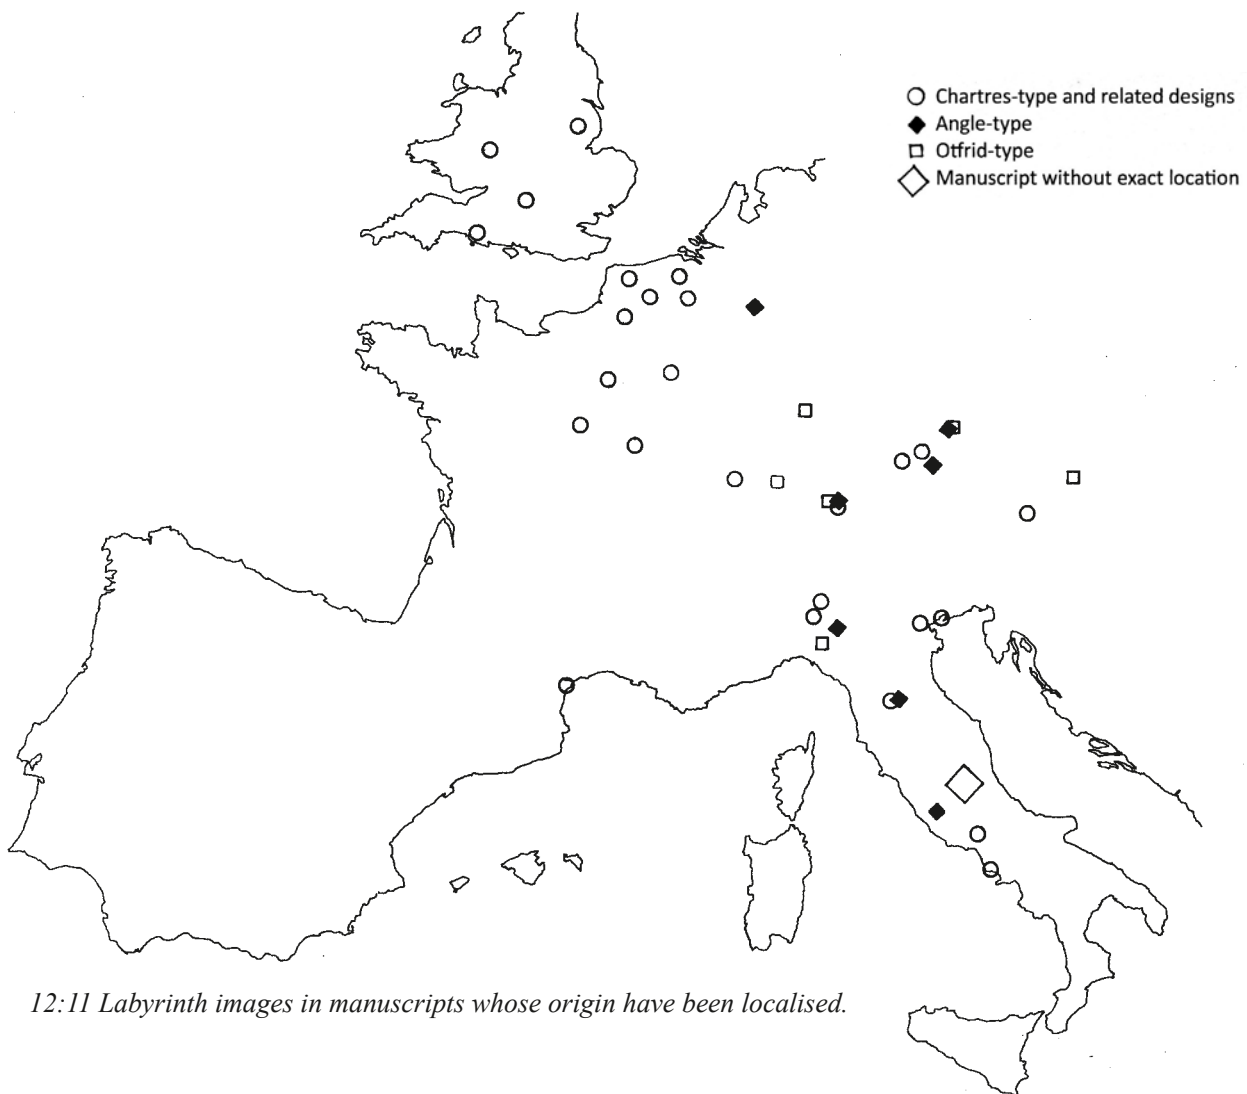 Chartres-type and related designs
Angle-type
Otfrid-type
Manuscript without exact location
12:11 Labyrinth images in manuscripts whose origin have been localised.